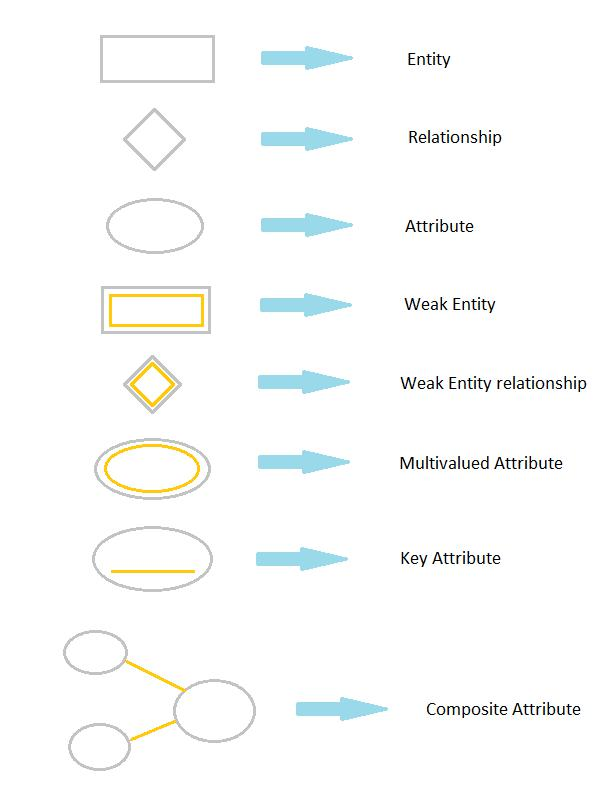 Entity
Relationship
Attribute
Weak Entity
Weak Entity relationship
Multivalued Attribute
Key Attribute
Composite Attribute